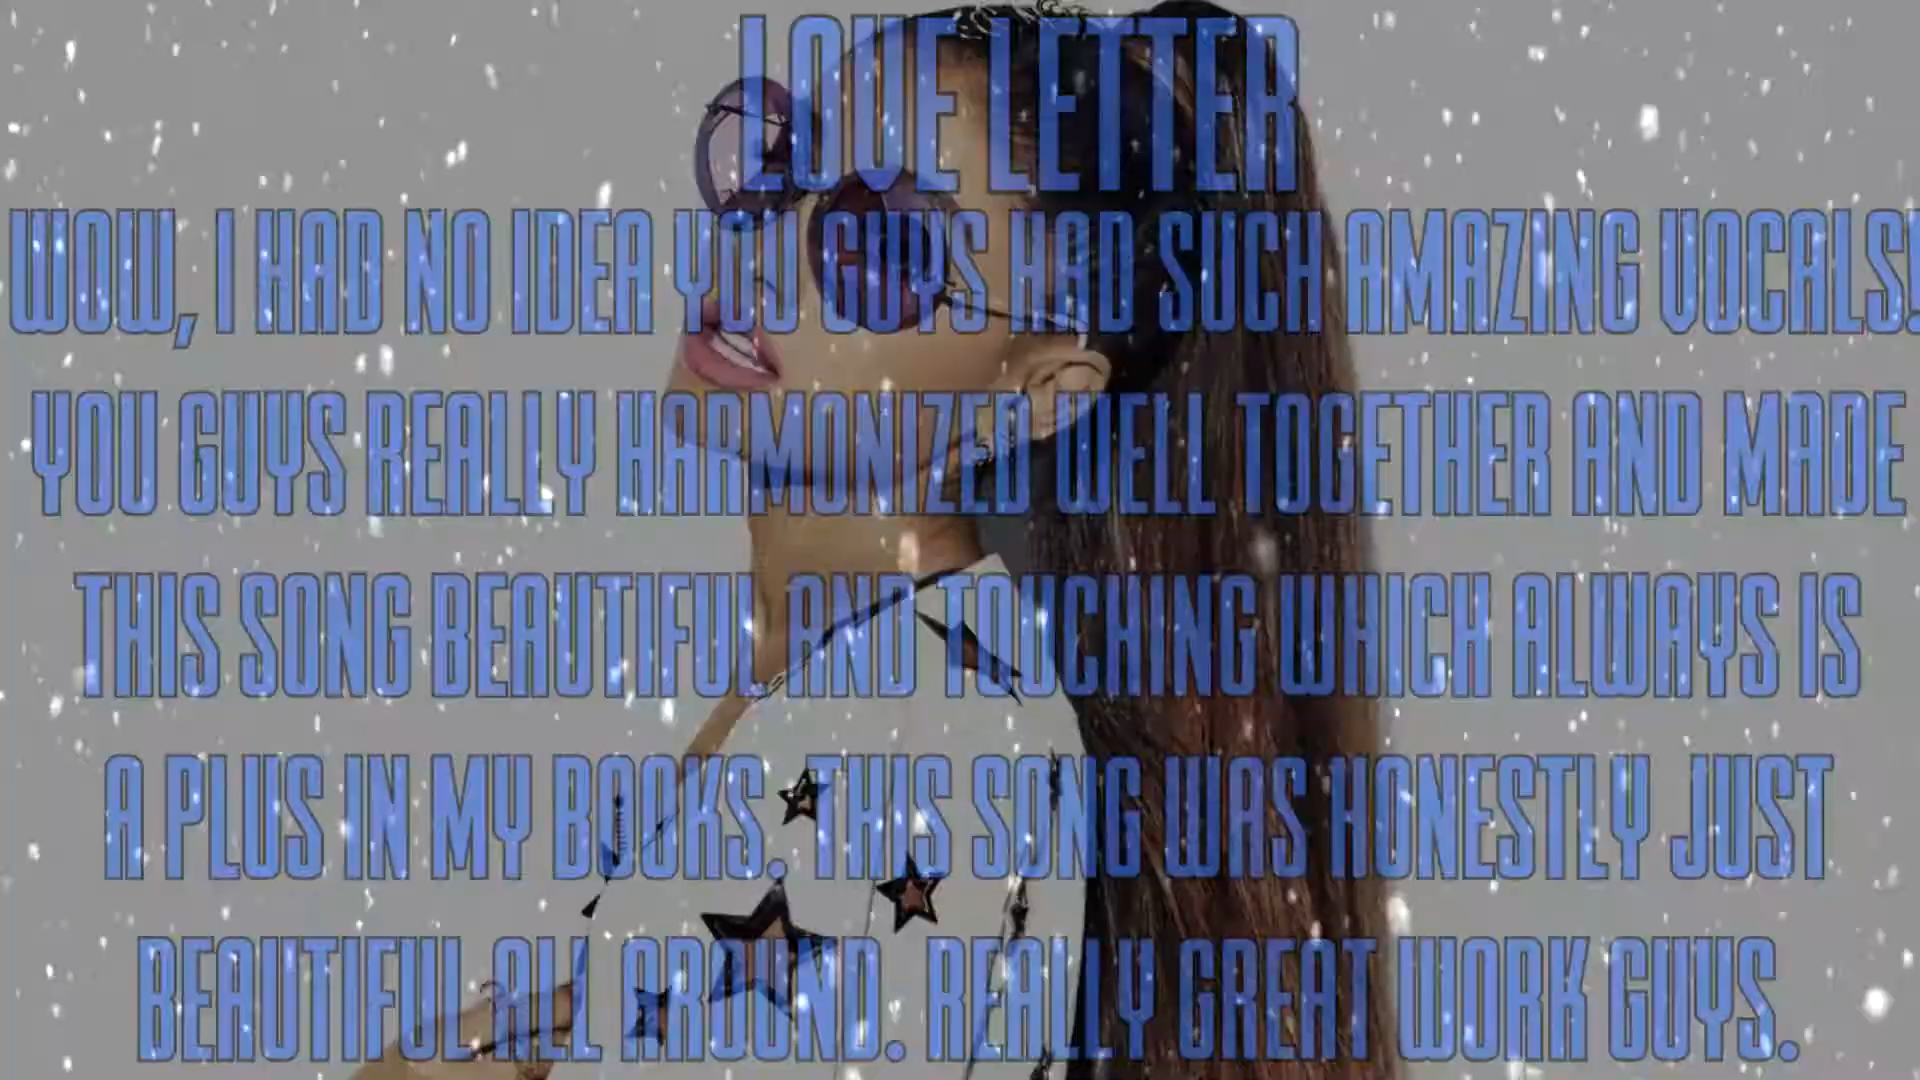 LOVE LETTER
WOW, I HAD NO IDEA YOU GUYS HAD SUCH AMAZING VOCALS!
YOU GUYS REALLY HARMONIZED WELL TOGETHER AND MADE
THIS SONG BEAUTIFUL AND TOUCHING WHICH ALWAYS IS
A PLUS IN MY BOOKS. THIS SONG WAS HONESTLY JUST
BEAUTIFUL ALL AROUND. REALLY GREAT WORK GUYS.